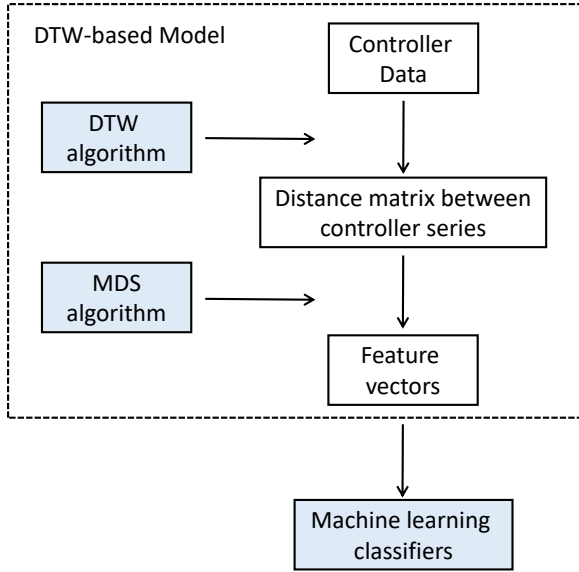 DTW-based Model
Controller
Data
DTW
algorithm
Distance matrix between
controller series
MDS
algorithm
Feature
vectors
Machine learning
classifiers